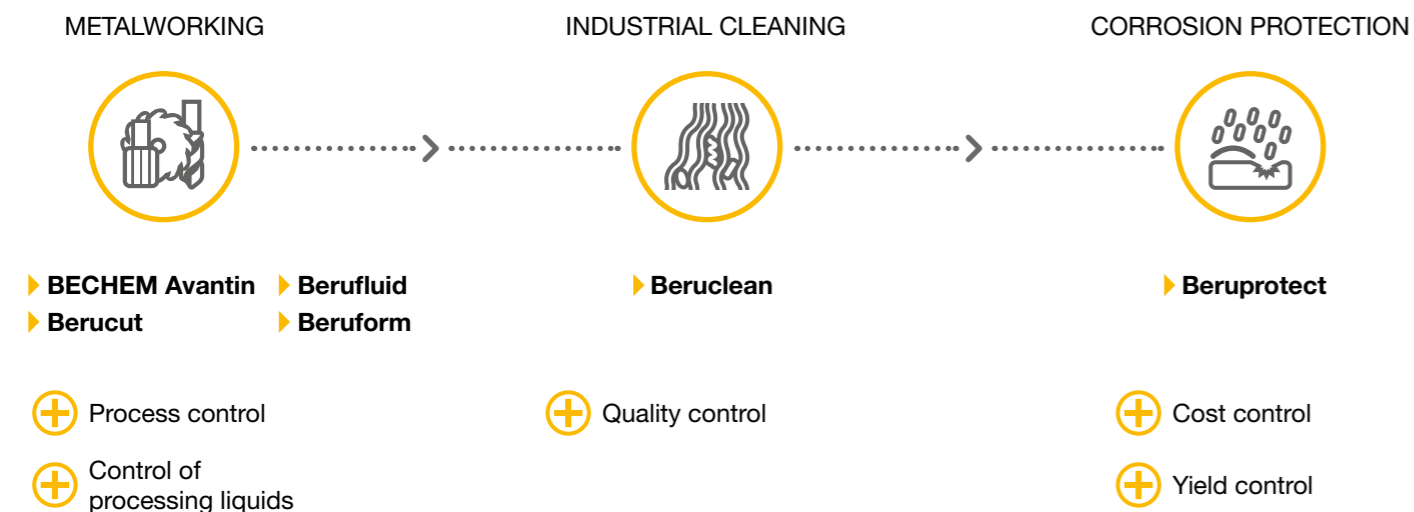 METALWORKING
INDUSTRIAL CLEANING
CORROSION PROTECTION
BECHEM Avantin
Berufluid
Berucut
Beruform
Beruclean
Beruprotect
Process control
Control of
processing liquids
Quality control
Cost control
Yield control